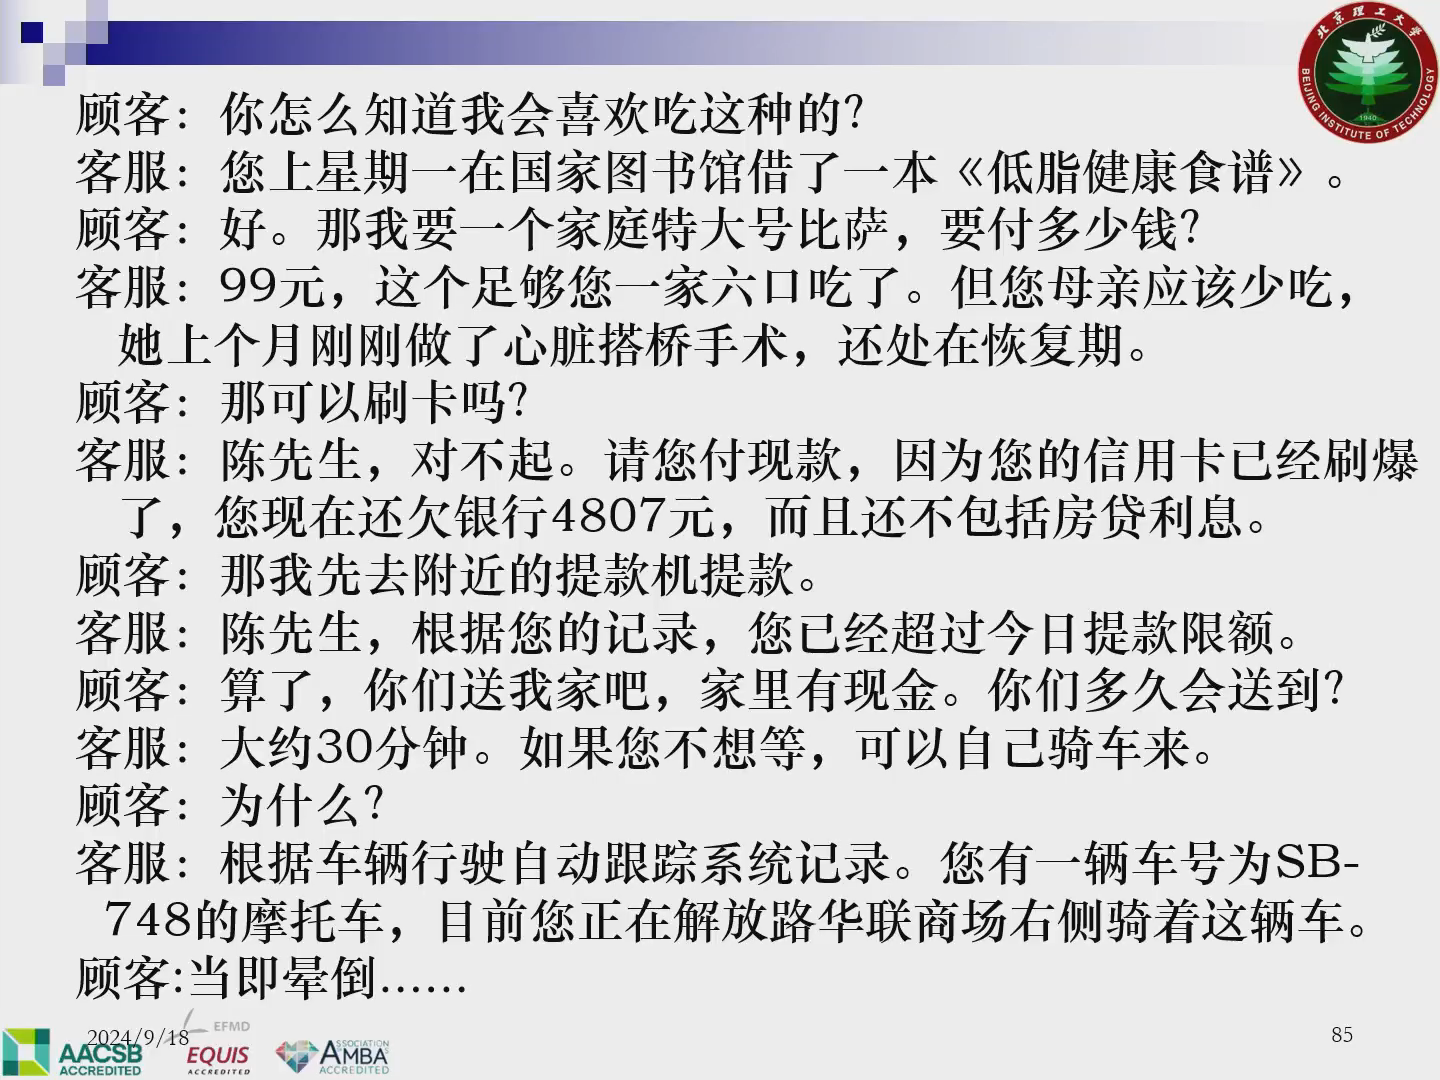 北京理工大学
BEIJING INSTITUTE OF TECHNOLOGY
1940
顾客：你怎么知道我会喜欢吃这种的？
客服：您上星期一在国家图书馆借了一本《低脂健康食谱》。
顾客：好。那我要一个家庭特大号比萨，要付多少钱？
客服：99元，这个足够您一家六口吃了。但您母亲应该少吃，
她上个月刚刚做了心脏搭桥手术，还处在恢复期。
顾客：那可以刷卡吗？
客服：陈先生，对不起。请您付现款，因为您的信用卡已经刷爆
了，您现在还欠银行4807元，而且还不包括房贷利息。
顾客：那我先去附近的提款机提款。
客服：陈先生，根据您的记录，您已经超过今日提款限额。
顾客：算了，你们送我家吧，家里有现金。你们多久会送到？
客服：大约30分钟。如果您不想等，可以自己骑车来。
顾客：为什么？
客服：根据车辆行驶自动跟踪系统记录。您有一辆车号为SB-
748的摩托车，目前您正在解放路华联商场右侧骑着这辆车。
顾客:当即晕倒……
2024/9/18
85
AACSB
ACCREDITED
EFMD
EQUIS
ACCREDITED
ASSOCIATION
AMBA
ACCREDITED